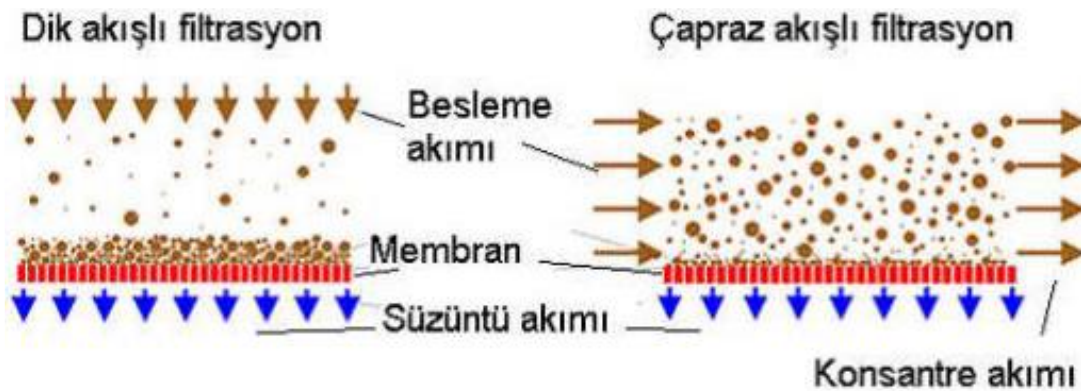 Dik akışlı filtrasyon
Çapraz akışlı filtrasyon
Besleme
akımı
Membran
Süzüntü akımı
Konsantre akımı